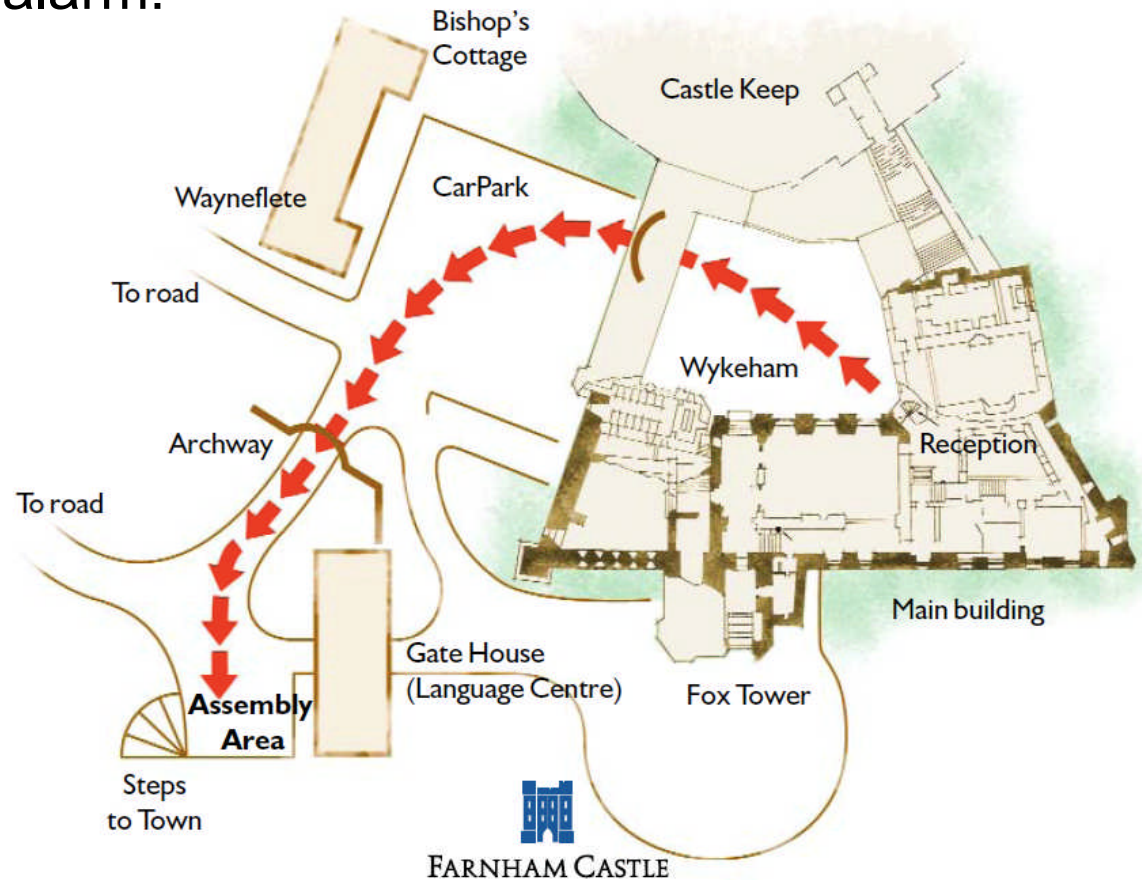 alarm.
Bishop's
Cottage
Castle Keep
Wayneflete
CarPark
To road
Wykeham
Archway
Reception
To road
Main building
Gate House
(Language Centre)
Fox Tower
Assembly
Area
Steps
to Town
FARNHAM CASTLE